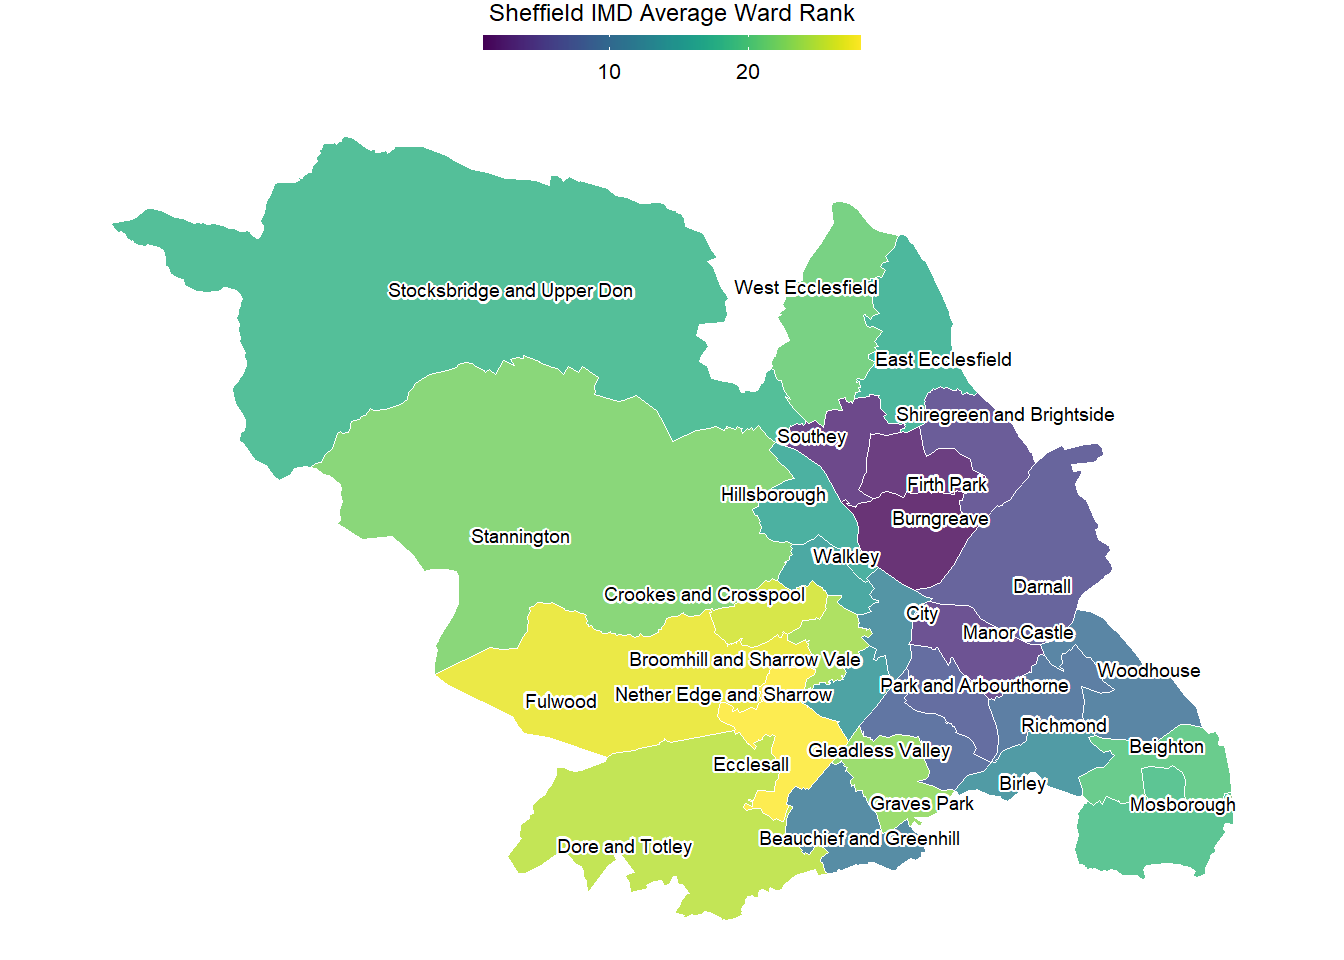 Sheffield IMD Average Ward Rank
10 20
Stocksbridge and Upper Don
West Ecclesfield
East Ecclesfield
Shiregreen and Brightside
Southey
Firth Park
Hillsborough
Burngreave
Stannington
Walkley
Darnall
Crookes and Crosspool
City
Manor Castle
Broomhill and Sharrow Vale
Woodhouse
Park and Arbourthorne
Nether Edge and Sharrow
Fulwood
Richmond
Beighton
Gleadless Valley
Ecclesall
Birley
Graves Park
Mosborough
Beauchief and Greenhill
Dore and Totley